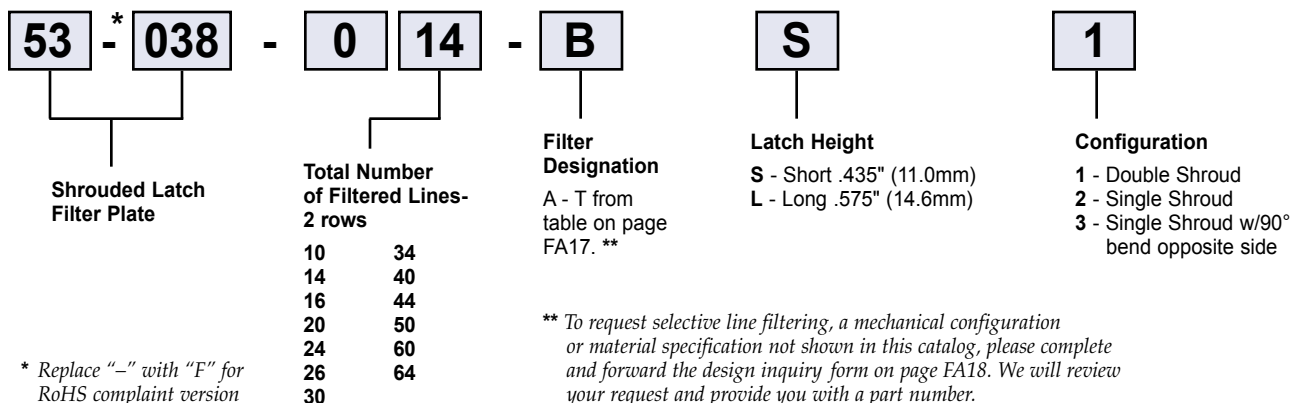 53 -* 038 - 0 14 - B S 1
Shrouded Latch
Filter Plate
Total Number
of Filtered Lines-
2 rows
10 34
14 40
16 44
20 50
24 60
26 64
30
Filter
Designation
A - T from
table on page
FA17. **
Latch Height
S - Short .435" (11.0mm)
L - Long .575" (14.6mm)
Configuration
1 - Double Shroud
2 - Single Shroud
3 - Single Shroud w/90°
bend opposite side
* Replace “–” with “F” for
RoHS complaint version
** To request selective line filtering, a mechanical configuration
or material specification not shown in this catalog, please complete
and forward the design inquiry form on page FA18. We will review
your request and provide you with a part number.